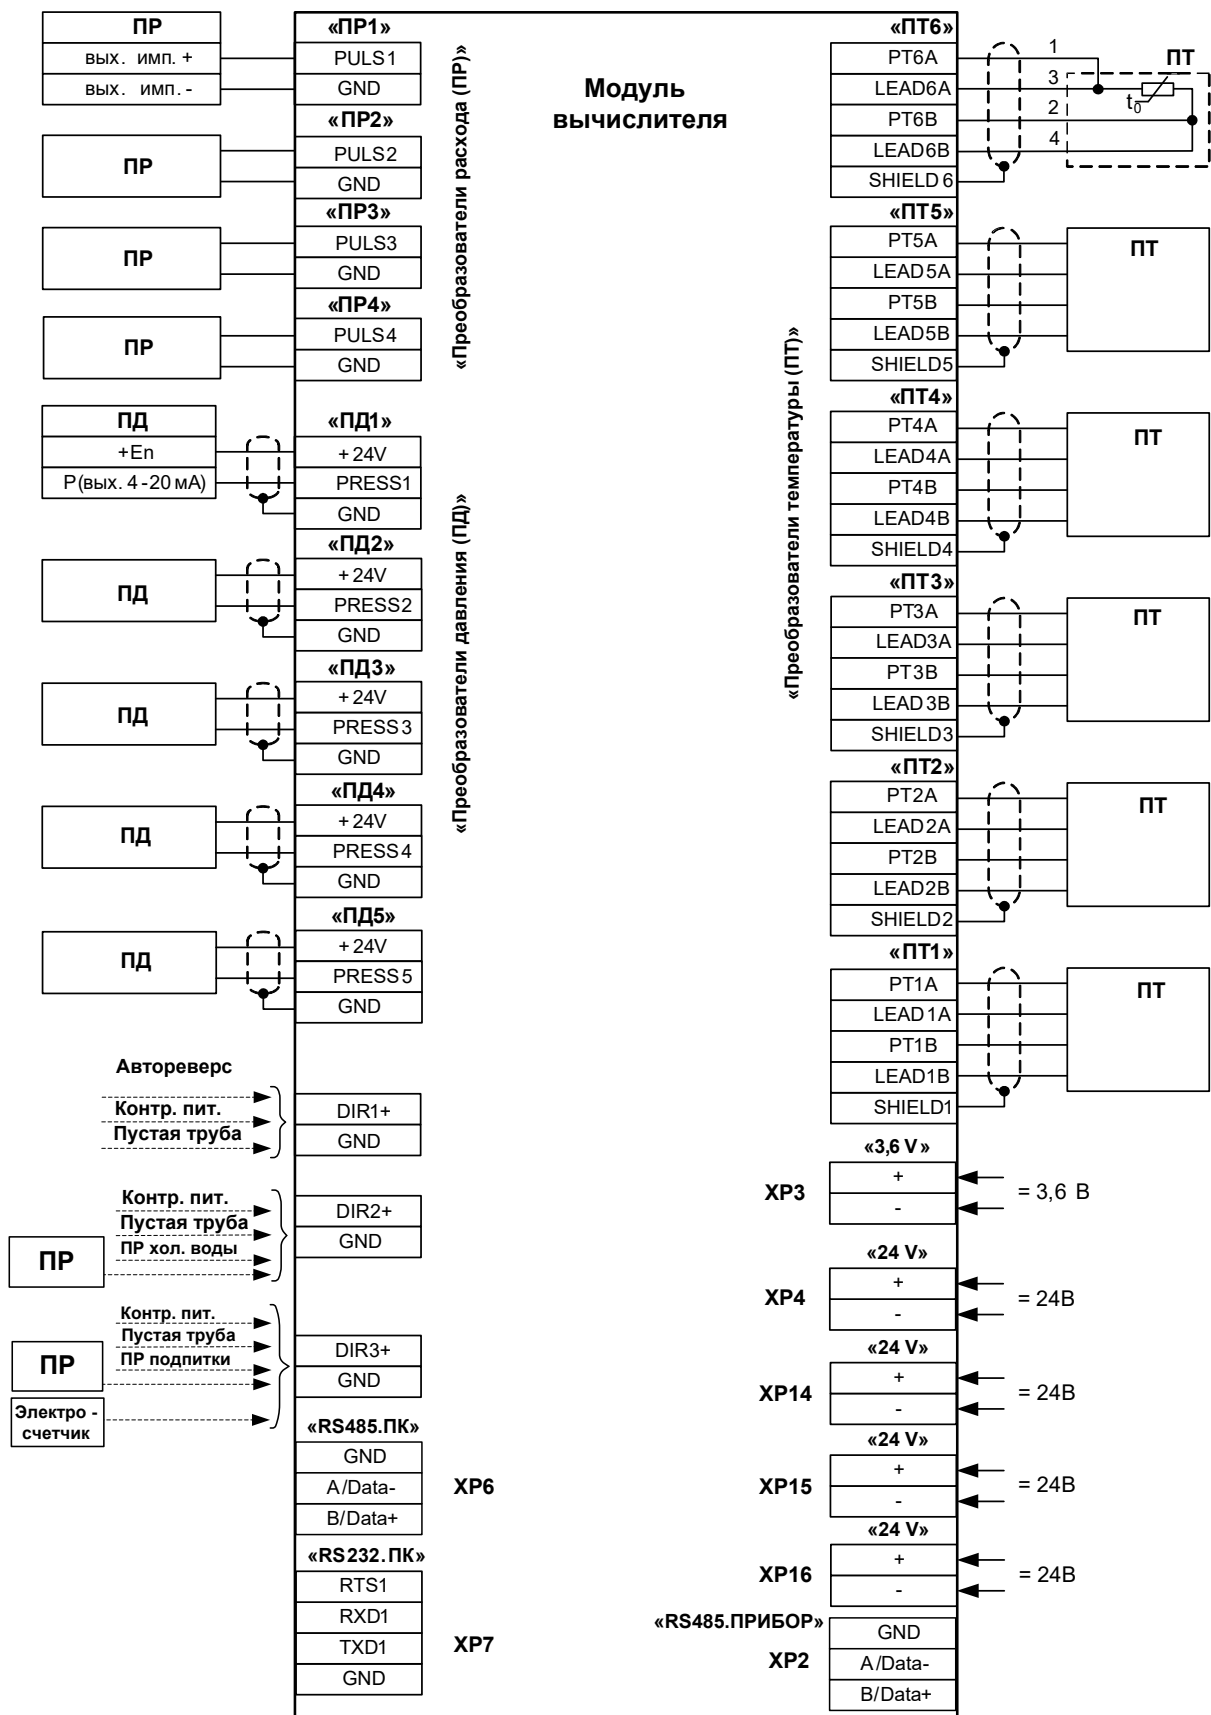 Модуль
вычислителя
ПР
вых. имп. +
вых. имп. -
«ПР1»
PULS1
GND
ПР
«ПР2»
PULS2
GND
ПР
«ПР3»
PULS3
GND
ПР
«ПР4»
PULS4
GND
«Преобразователи расхода (ПР)»
ПД
+En
P(вых. 4-20 мА)
«ПД1»
+24V
PRESS1
GND
ПД
«ПД2»
+24V
PRESS2
GND
ПД
«ПД3»
+24V
PRESS3
GND
ПД
«ПД4»
+24V
PRESS4
GND
ПД
«ПД5»
+24V
PRESS5
GND
«Преобразователи давления (ПД)»
Автореверс
Контр. пит.
Пустая труба
DIR1+
GND
Контр. пит.
Пустая труба
ПР хол. воды
ПР
DIR2+
GND
Контр. пит.
Пустая труба
ПР подпитки
ПР
Электро -
счетчик
DIR3+
GND
«RS485.ПК»
GND
A/Data-
B/Data+
XP6
«RS232.ПК»
RTS1
RXD1
TXD1
GND
XP7
«ПТ6»
PT6A
LEAD6A
PT6B
LEAD6B
SHIELD6
1
3
2
4
ПТ
t0
«ПТ5»
PT5A
LEAD5A
PT5B
LEAD5B
SHIELD5
ПТ
«ПТ4»
PT4A
LEAD4A
PT4B
LEAD4B
SHIELD4
ПТ
«ПТ3»
PT3A
LEAD3A
PT3B
LEAD3B
SHIELD3
ПТ
«ПТ2»
PT2A
LEAD2A
PT2B
LEAD2B
SHIELD2
ПТ
«ПТ1»
PT1A
LEAD1A
PT1B
LEAD1B
SHIELD1
ПТ
«Преобразователи температуры (ПТ)»
«3,6 V»
XP3
+
-
= 3,6 В
«24 V»
XP4
+
-
= 24В
«24 V»
XP14
+
-
= 24В
«24 V»
XP15
+
-
= 24В
«24 V»
XP16
+
-
= 24В
«RS485.ПРИБОР»
XP2
GND
A/Data-
B/Data+